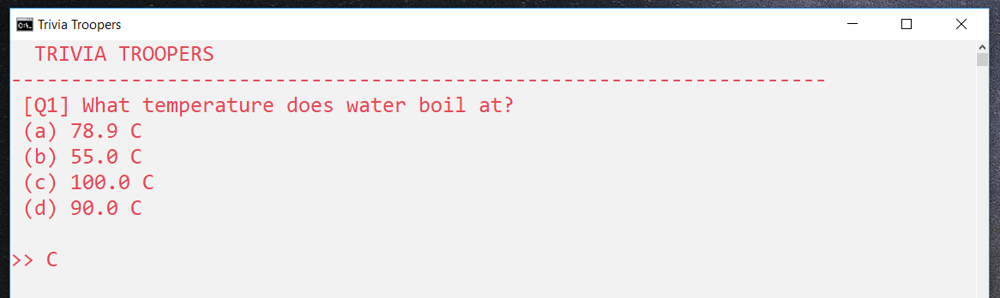 Trivia Troopers
TRIVIA TROOPERS
--------------------------------------------------------------------
[Q1] What temperature does water boil at?
(a) 78.9 C
(b) 55.0 C
(c) 100.0 C
(d) 90.0 C
>> C